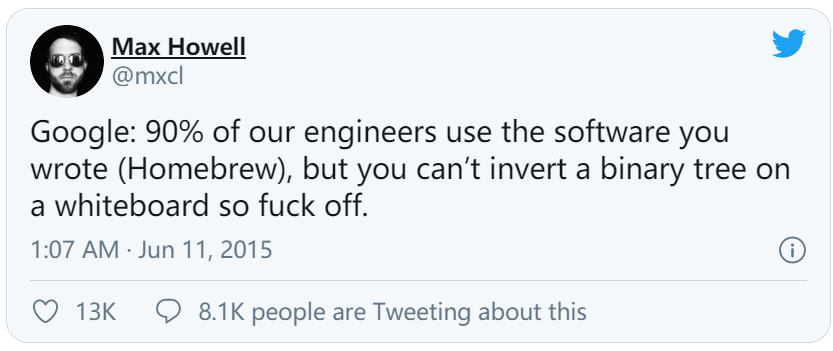 Max Howell
@mxcl
Google: 90% of our engineers use the software you
wrote (Homebrew), but you can’t invert a binary tree on
a whiteboard so fuck off.
1:07 AM · Jun 11, 2015
13K
8.1K people are Tweeting about this